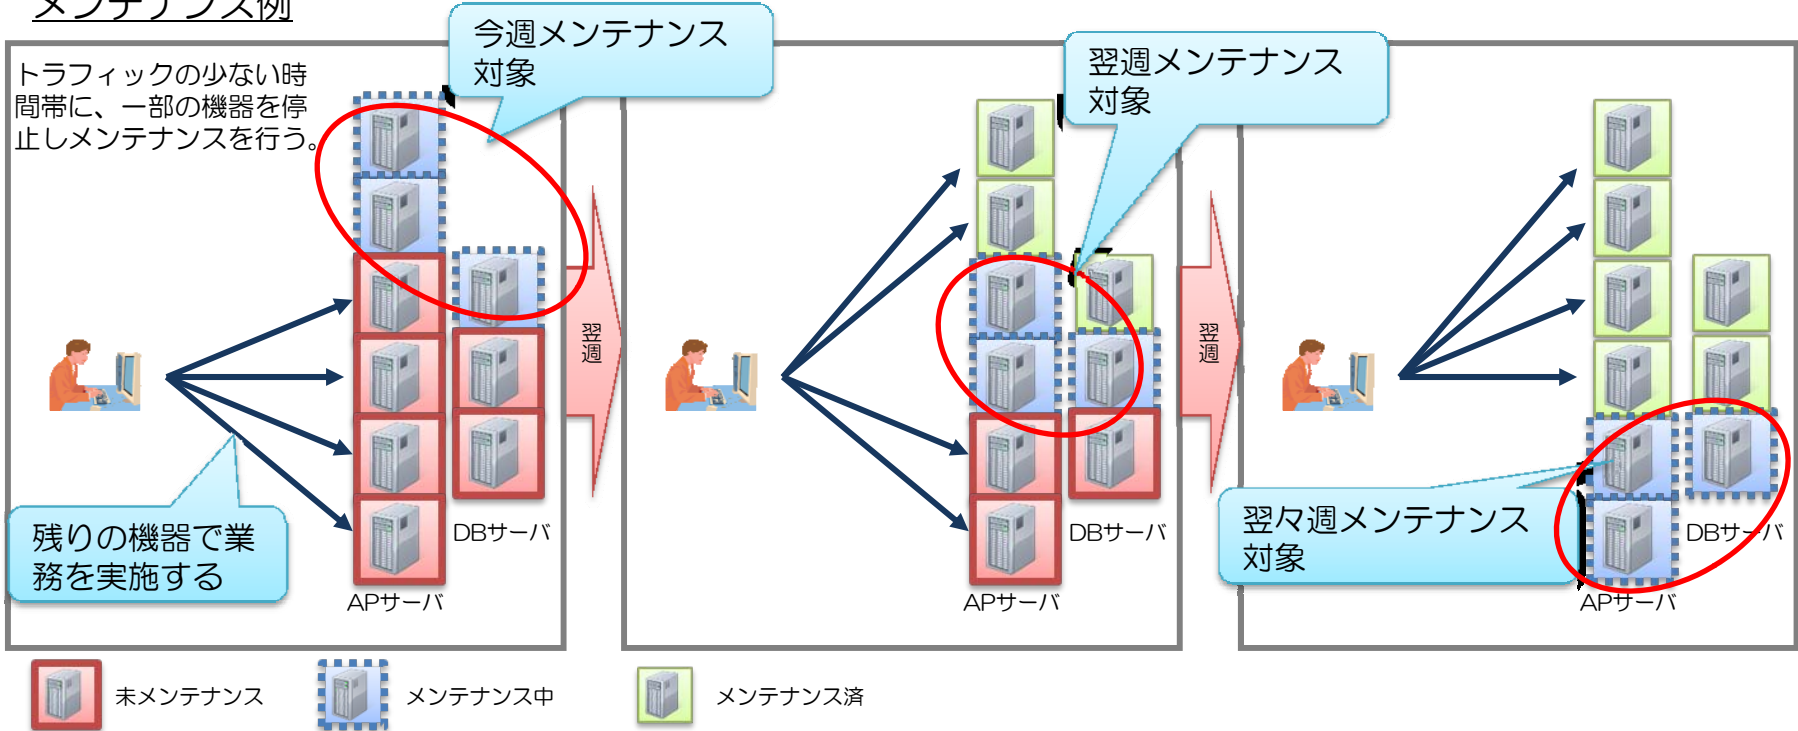 メンテナンス例
トラフィックの少ない時
間帯に、一部の機器を停
止しメンテナンスを行う。
今週メンテナンス
対象
残りの機器で業
務を実施する
DBサーバ
APサーバ
翌週
翌週メンテナンス
対象
DBサーバ
APサーバ
翌週
翌々週メンテナンス
対象
DBサーバ
APサーバ
未メンテナンス
メンテナンス中
メンテナンス済